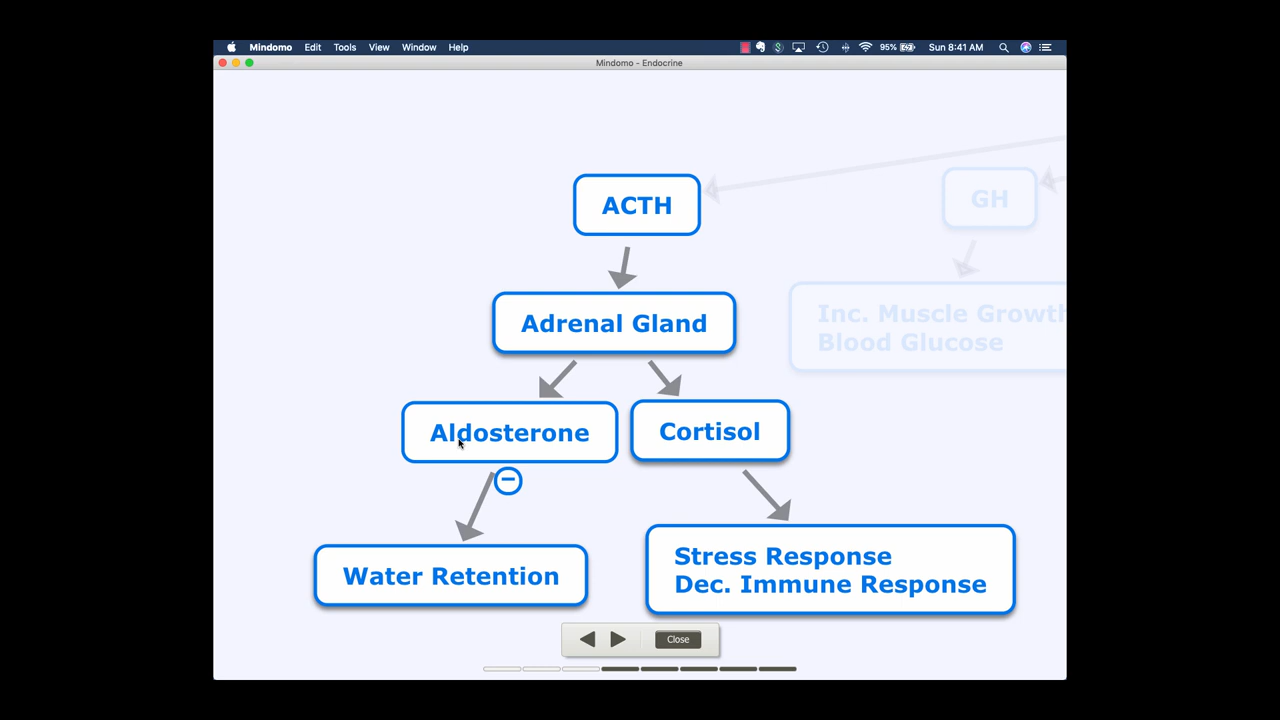 Mindomo Edit Tools View Window Help 95% Sun 8:41 AM
Mindomo - Endocrine
ACTH
GH
Adrenal Gland
Inc. Muscle Growth
Blood Glucose
Aldosterone
Cortisol
Water Retention
Stress Response
Dec. Immune Response
Close